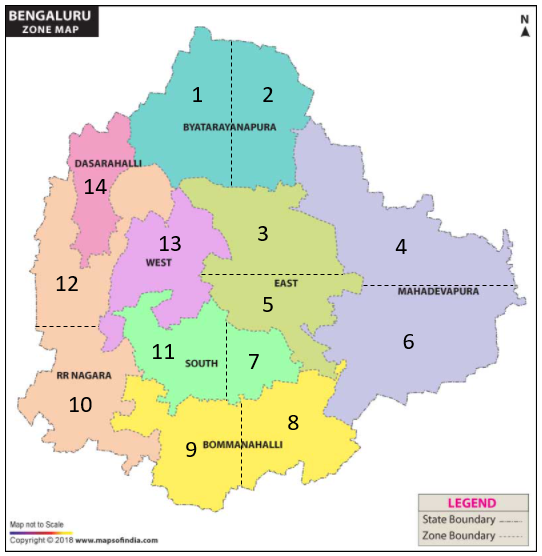 BENGALURU
ZONE MAP
N
1
2
BYATARAYANAPURA
DASARAHALLI
14
13
WEST
3
4
12
EAST
MAHADEVAPURA
5
11
SOUTH
7
6
RR NAGARA
10
9
8
BOMMANAHALLI
LEGEND
State Boundary
Zone Boundary
Map not to Scale
Copyright © 2016 www.mapsofindia.com